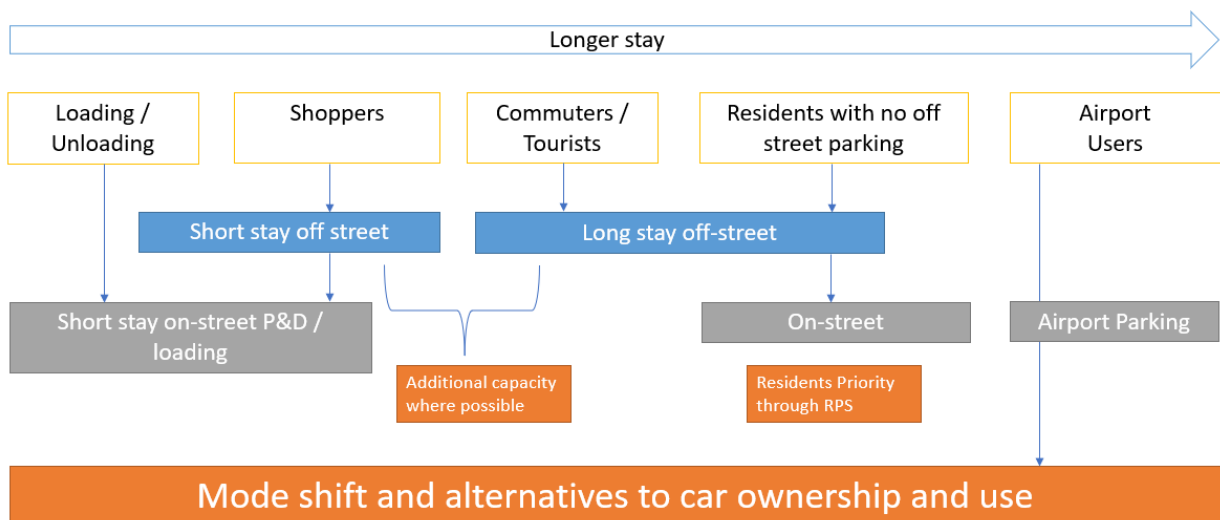 Longer stay
Loading /
Unloading
Shoppers
Commuters /
Tourists
Residents with no off
street parking
Airport
Users
Short stay off street
Long stay off-street
Short stay on-street P&D /
loading
On-street
Airport Parking
Additional capacity
where possible
Residents Priority
through RPS
Mode shift and alternatives to car ownership and use